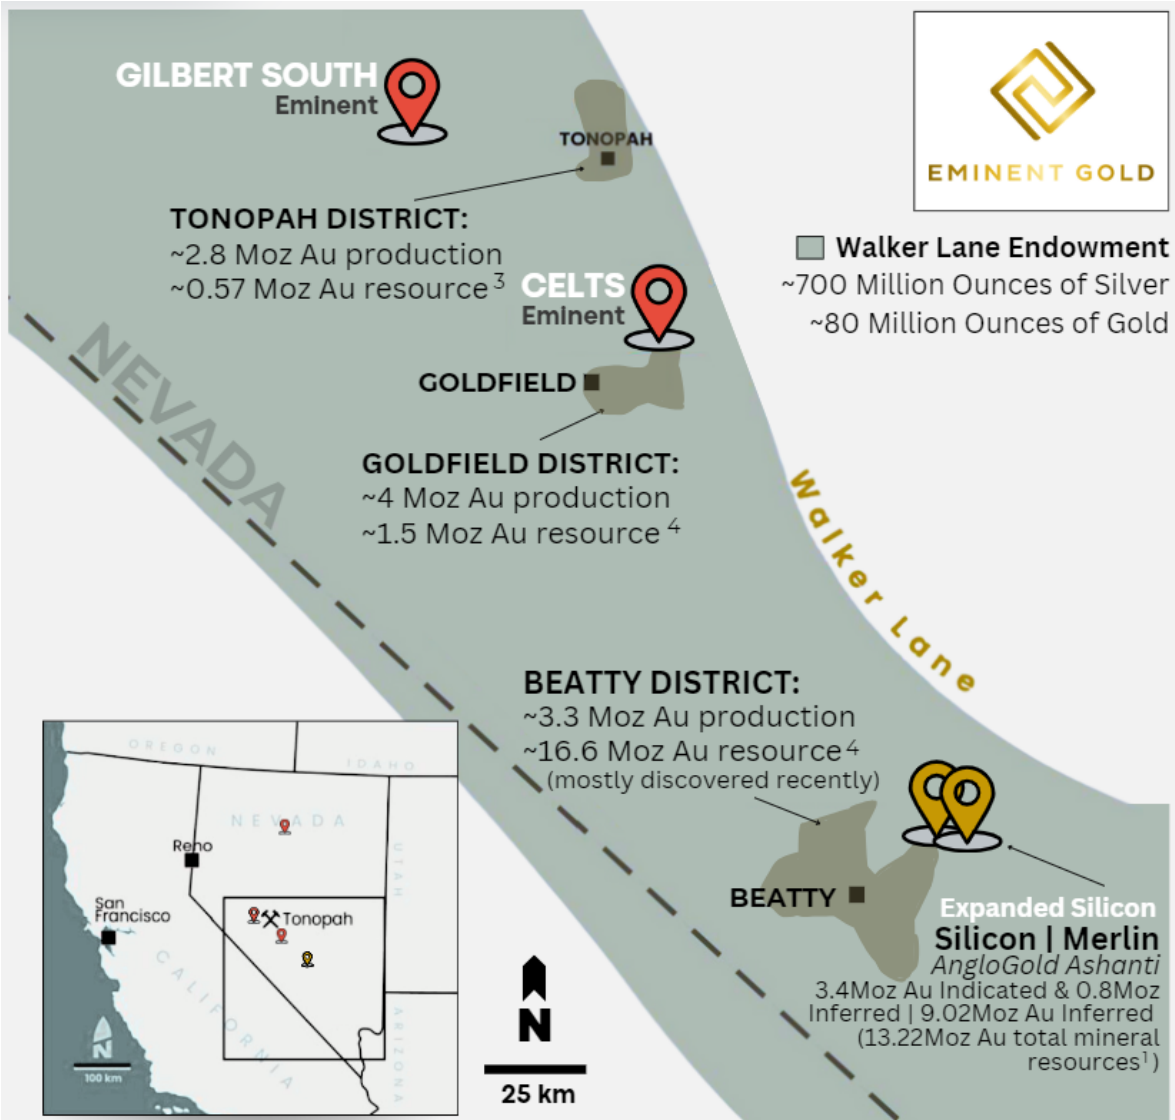 GILBERT SOUTH
Eminent
TONOPAH
EMINENT GOLD
TONOPAH DISTRICT:
~2.8 Moz Au production
~0.57 Moz Au resource 3
Walker Lane Endowment
~700 Million Ounces of Silver
~80 Million Ounces of Gold
CELTS
Eminent
NEVADA
GOLDFIELD
GOLDFIELD DISTRICT:
~4 Moz Au production
~1.5 Moz Au resource 4
Walker Lane
BEATTY DISTRICT:
~3.3 Moz Au production
~16.6 Moz Au resource 4
(mostly discovered recently)
BEATTY
Expanded Silicon
Silicon | Merlin
AngloGold Ashanti
3.4Moz Au Indicated & 0.8Moz
Inferred | 9.02Moz Au Inferred
(13.22Moz Au total mineral
resources1)
OREGON
IDAHO
NEVADA
UTAH
Reno
San
Francisco
Tonopah
CALIFORNIA
ARIZONA
N
100 km
N
25 km